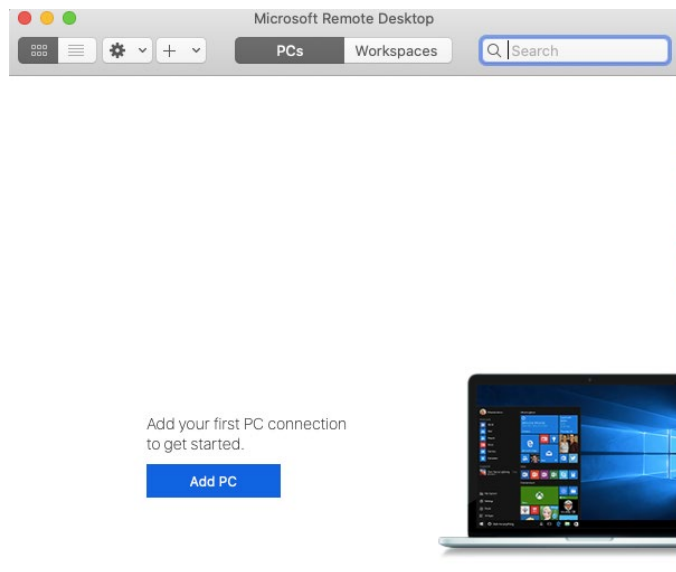 Microsoft Remote Desktop
PCs
Workspaces
Search
Add your first PC connection
to get started.
Add PC